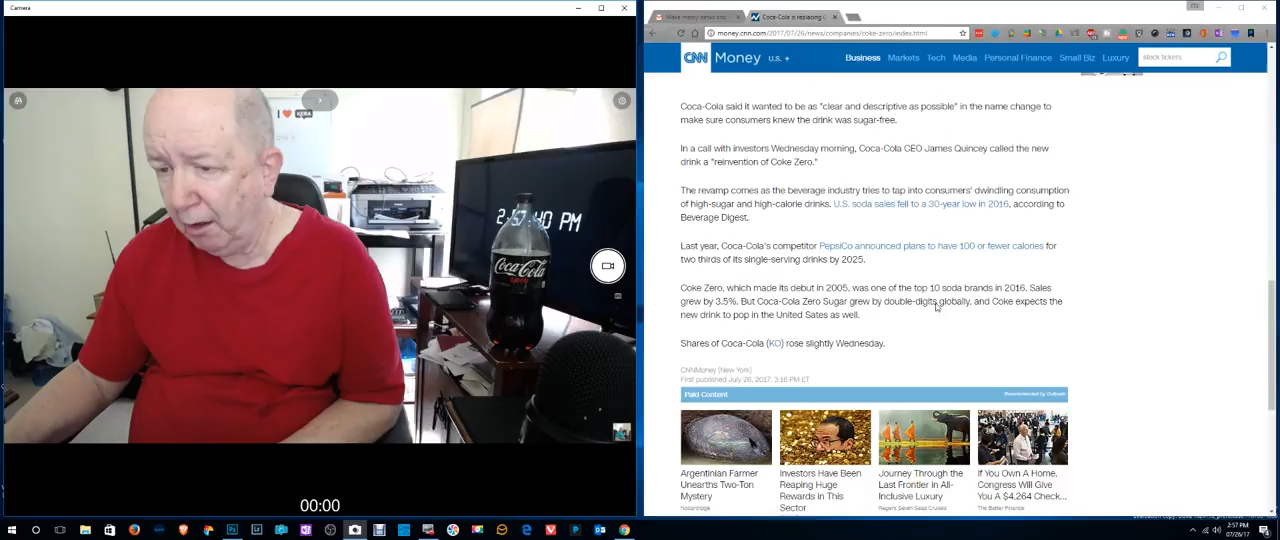 Camera
I ♥ KEBA
2:57:40 PM
Coca-Cola
00:00
Make money
Coca-Cola is replacing C
money.cnn.com/2017/07/26/news/companies/coke-zero/index.html
CNN Money U.S. +
Business Markets Tech Media Personal Finance Small Biz Luxury
stock tickers
Coca-Cola said it wanted to be as "clear and descriptive as possible" in the name change to
make sure consumers knew the drink was sugar-free.
In a call with investors Wednesday morning, Coca-Cola CEO James Quincey called the new
drink a "reinvention of Coke Zero."
The revamp comes as the beverage industry tries to tap into consumers' dwindling consumption
of high-sugar and high-calorie drinks. U.S. soda sales fell to a 30-year low in 2016, according to
Beverage Digest.
Last year, Coca-Cola's competitor PepsiCo announced plans to have 100 or fewer calories for
two thirds of its single-serving drinks by 2025.
Coke Zero, which made its debut in 2005, was one of the top 10 soda brands in 2016. Sales
grew by 3.5%. But Coca-Cola Zero Sugar grew by double-digits globally, and Coke expects the
new drink to pop in the United Sates as well.
Shares of Coca-Cola (KO) rose slightly Wednesday.
CNNMoney (New York)
First published July 26, 2017, 3:16 PM ET
Paid Content
Recommended by Outbrain
Argentinian Farmer
Unearths Two-Ton
Mystery
Investors Have Been
Reaping Huge
Rewards in This
Sector
Journey Through the
Last Frontier in All-
Inclusive Luxury
Regent Seven Seas Cruises
If You Own A Home,
Congress Will Give
You A $4,264 Check...
The Better Finance
2:57 PM
07/26/17